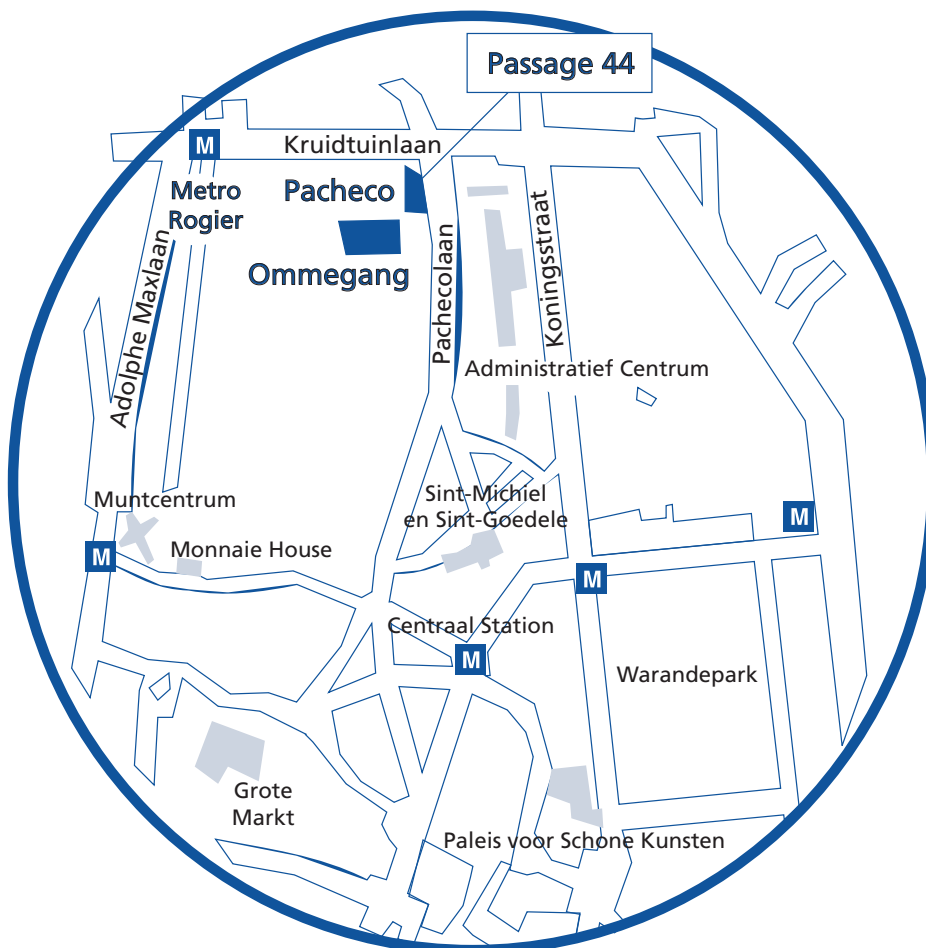 Passage 44
M
Kruidtuinlaan
Metro
Rogier
Pacheco
Ommegang
Adolphe Maxlaan
Pachecolaan
Koningsstraat
Administratief Centrum
Muntcentrum
Sint-Michiel
en Sint-Goedele
M
M
Monnaie House
M
Centraal Station
M
Warandepark
Grote
Markt
Paleis voor Schone Kunsten